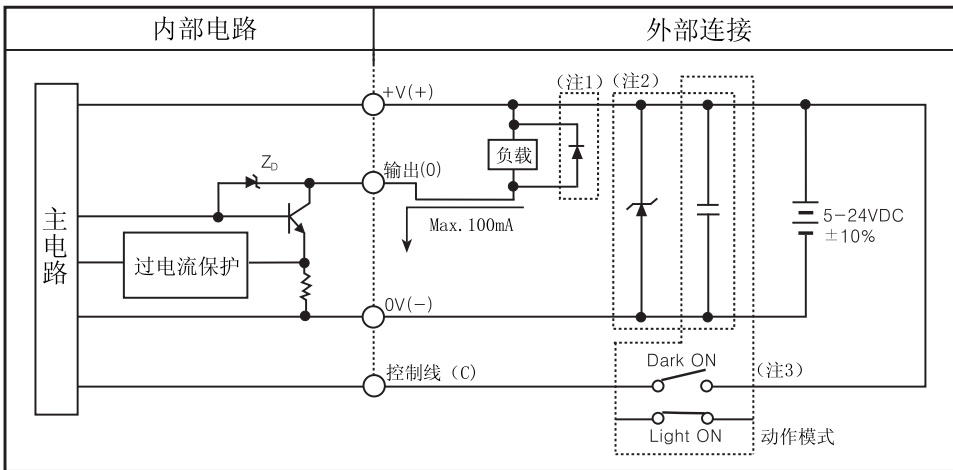 内部电路
外部连接
(注1)
(注2)
+V(+)
ZD
输出(0)
负载
Max. 100mA
主电路
5-24VDC
±10%
过电流保护
0V(-)
控制线 (C)
Dark ON
(注3)
Light ON
动作模式